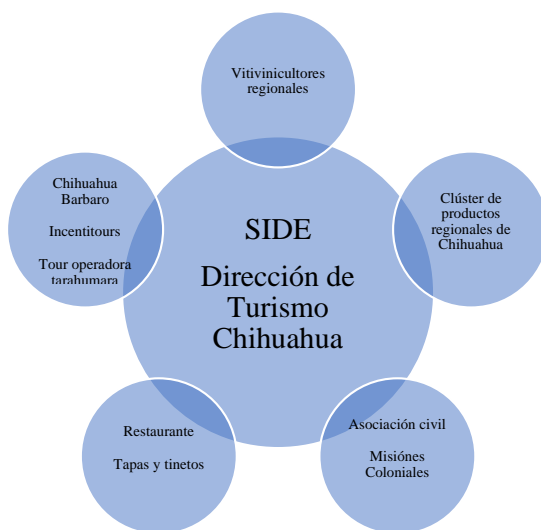 Vitivinicultores
regionales
Chihuahua
Barbaro
Incentitours
Tour operadora
tarahumara
SIDE
Dirección de
Turismo
Chihuahua
Clúster de
productos
regionales de
Chihuahua
Restaurante
Tapas y tinetos
Asociación civil
Misiónes
Coloniales